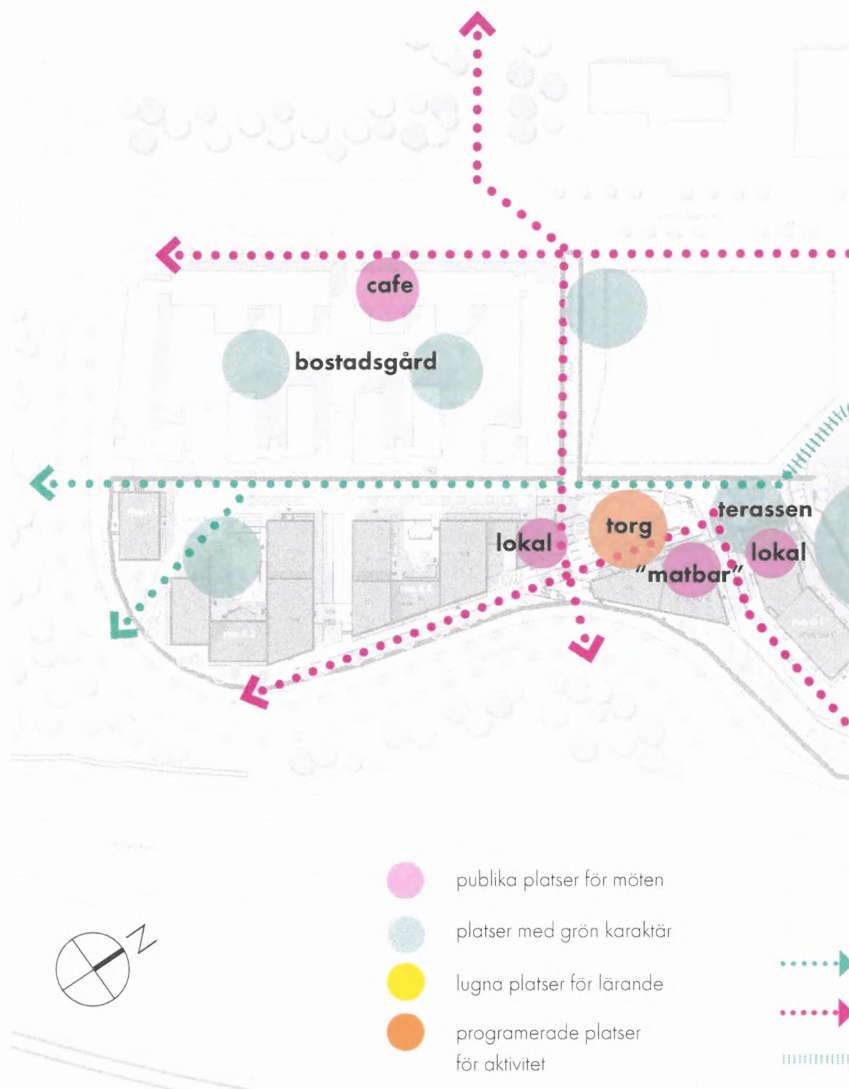 cafe
bostadsgård
terassen
torg
lokal
lokal
"matbar"
N
publika platser för möten
platser med grön karaktär
lugna platser för lärande
programerade platser
för aktivitet